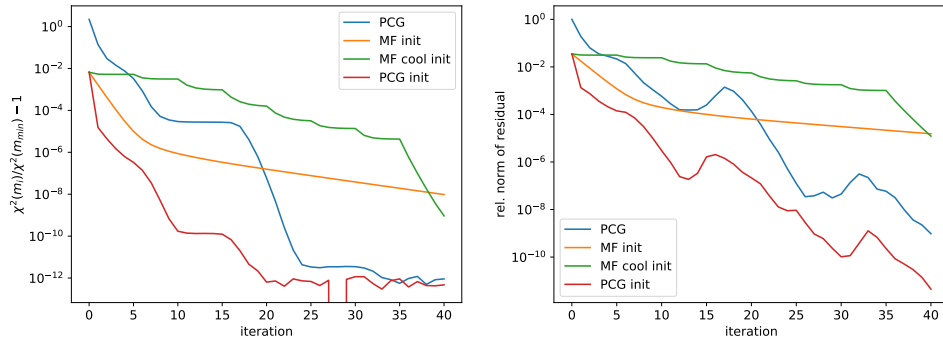 10^0
10^-2
10^-4
10^-6
10^-8
10^-10
10^-12
χ²(m_i)/χ²(m_min) − 1
0 5 10 15 20 25 30 35 40
iteration
PCG
MF init
MF cool init
PCG init
10^0
10^-2
10^-4
10^-6
10^-8
10^-10
rel. norm of residual
0 5 10 15 20 25 30 35 40
iteration
PCG
MF init
MF cool init
PCG init